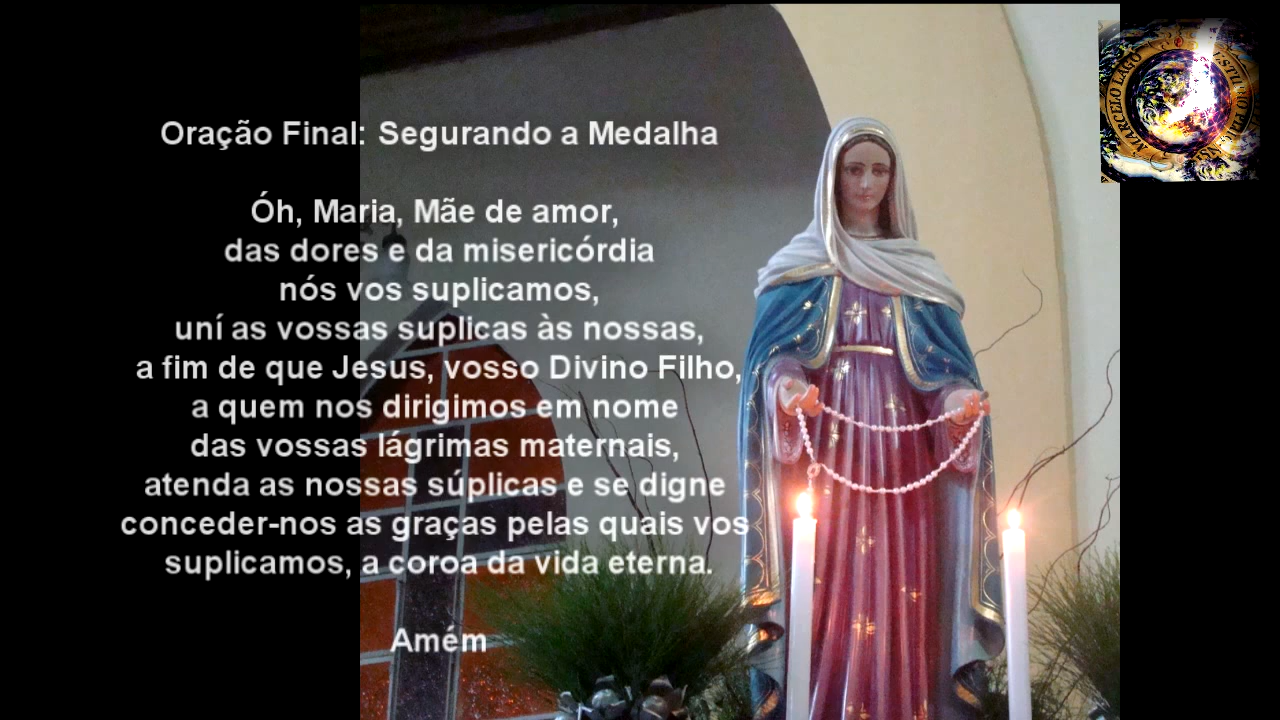 Oração Final: Segurando a Medalha
Óh, Maria, Mãe de amor,
das dores e da misericórdia
nós vos suplicamos,
uní as vossas suplicas às nossas,
a fim de que Jesus, vosso Divino Filho,
a quem nos dirigimos em nome
das vossas lágrimas maternais,
atenda as nossas súplicas e se digne
conceder-nos as graças pelas quais vos
suplicamos, a coroa da vida eterna.
Amém
MARCELO LAGO